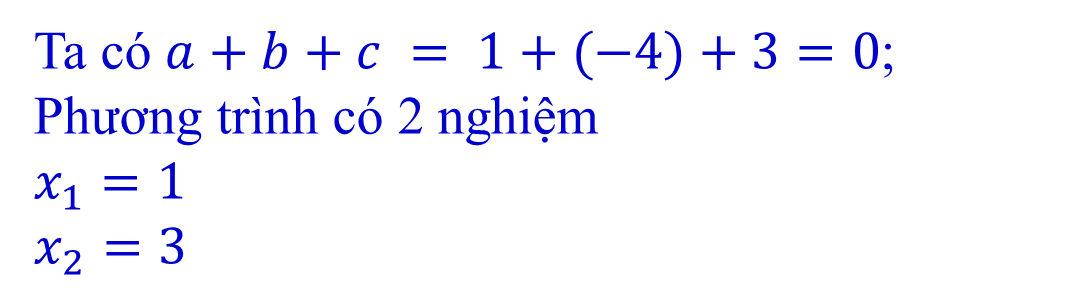 Ta có a + b + c = 1 + (−4) + 3 = 0;
Phương trình có 2 nghiệm
x₁ = 1
x₂ = 3